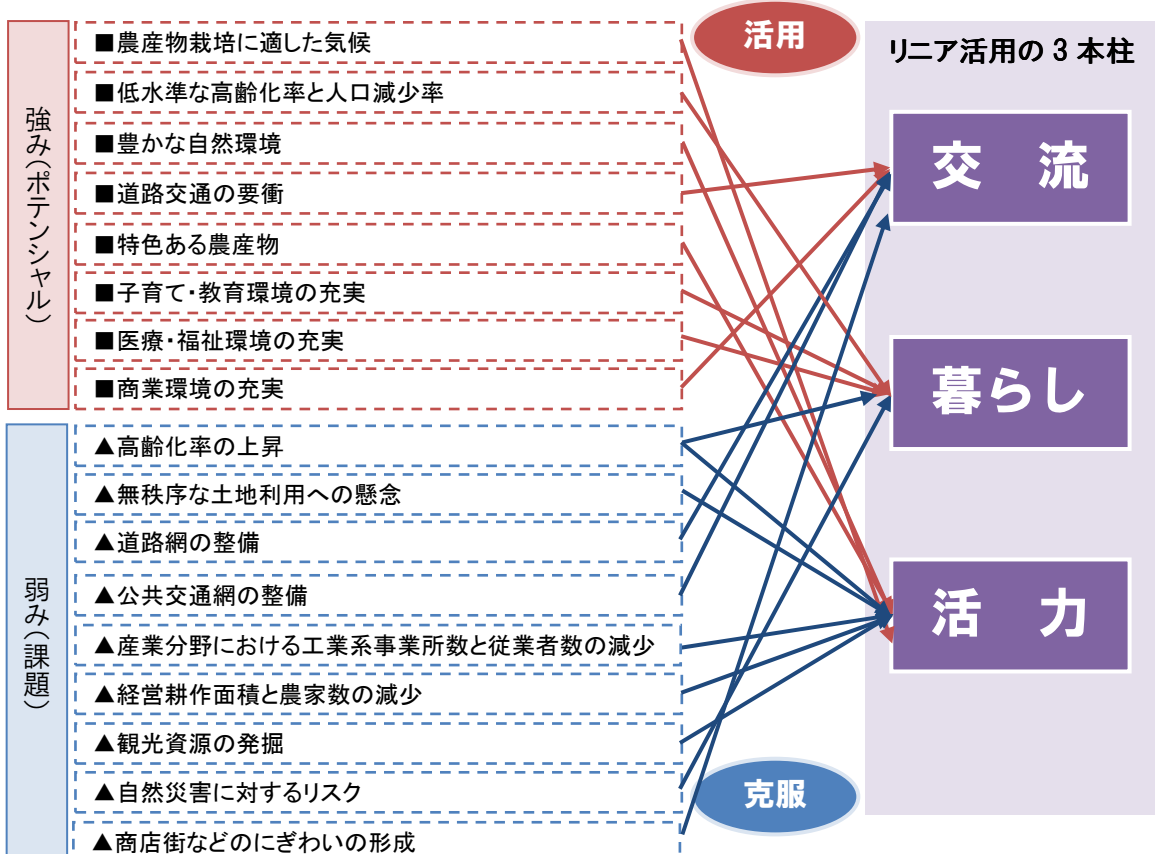 強み（ポテンシャル）
■農産物栽培に適した気候
■低水準な高齢化率と人口減少率
■豊かな自然環境
■道路交通の要衝
■特色ある農産物
■子育て・教育環境の充実
■医療・福祉環境の充実
■商業環境の充実
弱み（課題）
▲高齢化率の上昇
▲無秩序な土地利用への懸念
▲道路網の整備
▲公共交通網の整備
▲産業分野における工業系事業所数と従業者数の減少
▲経営耕作面積と農家数の減少
▲観光資源の発掘
▲自然災害に対するリスク
▲商店街などのにぎわいの形成
活用
克服
リニア活用の3本柱
交　流
暮らし
活　力